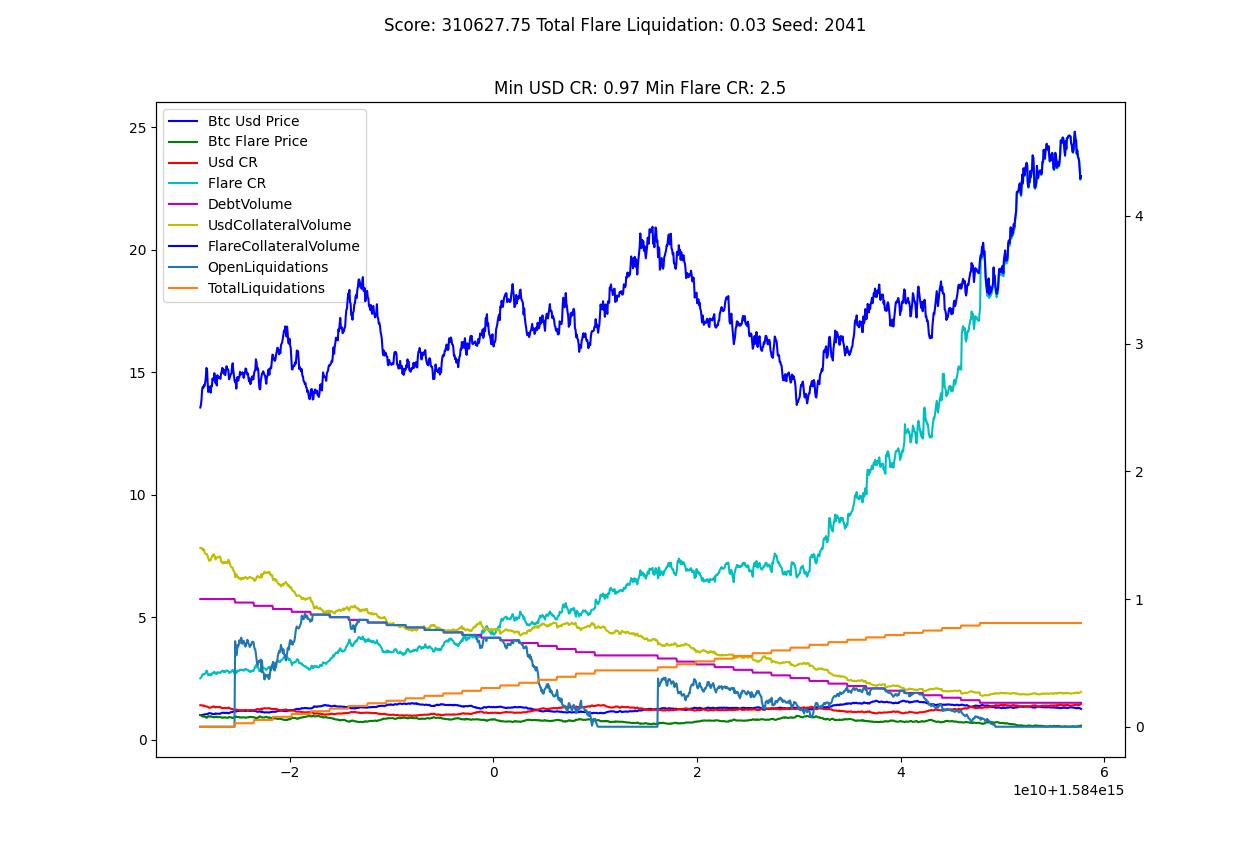 Score: 310627.75 Total Flare Liquidation: 0.03 Seed: 2041
Min USD CR: 0.97 Min Flare CR: 2.5
Btc Usd Price
Btc Flare Price
Usd CR
Flare CR
DebtVolume
UsdCollateralVolume
FlareCollateralVolume
OpenLiquidations
TotalLiquidations
25
20
15
10
5
0
4
3
2
1
0
−2
0
2
4
6
1e10+1.584e15